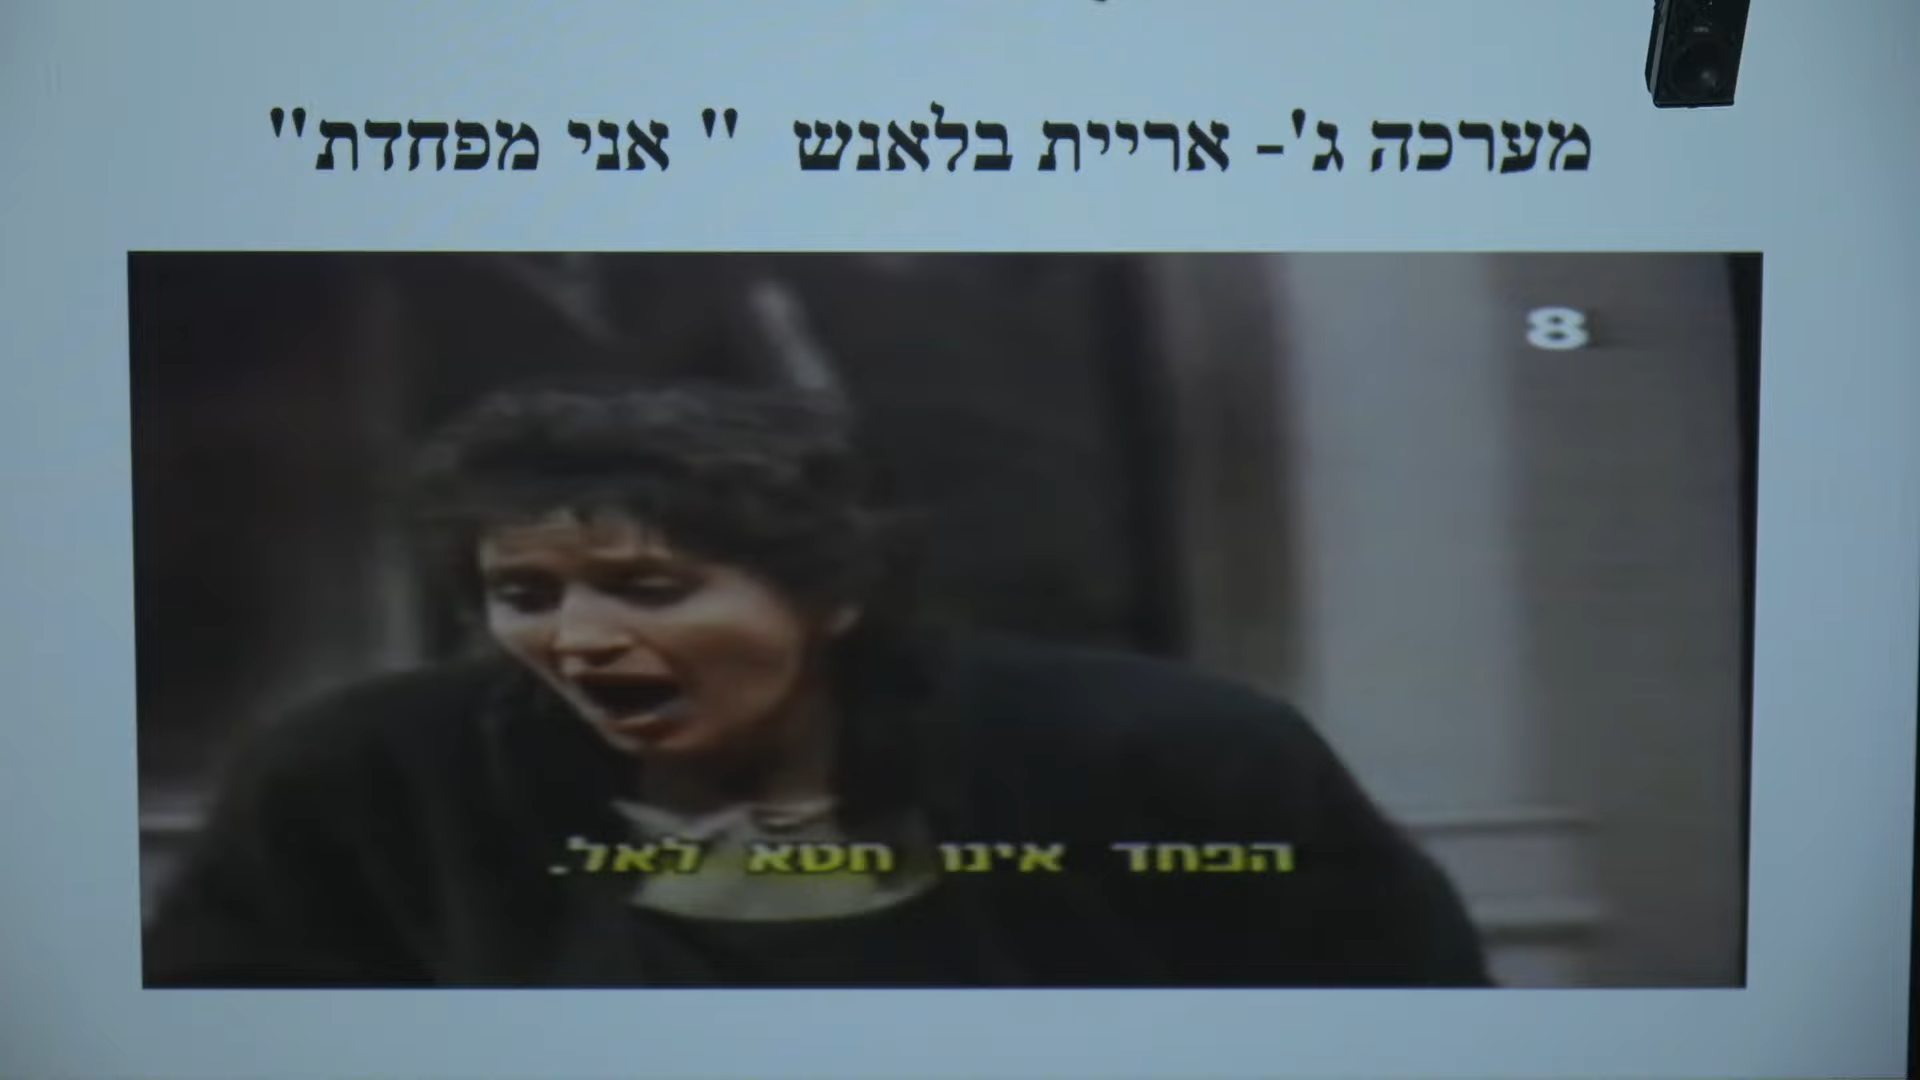 מערכה ג'- אריית בלאנש " אני מפחדת"
8
הפחד אינו חטא לאל.